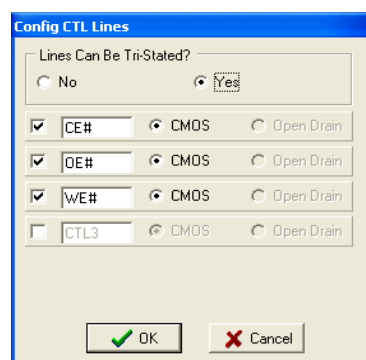 Config CTL Lines
Lines Can Be Tri-Stated?
No Yes
CE# CMOS Open Drain
OE# CMOS Open Drain
WE# CMOS Open Drain
CTL3 CMOS Open Drain
OK Cancel